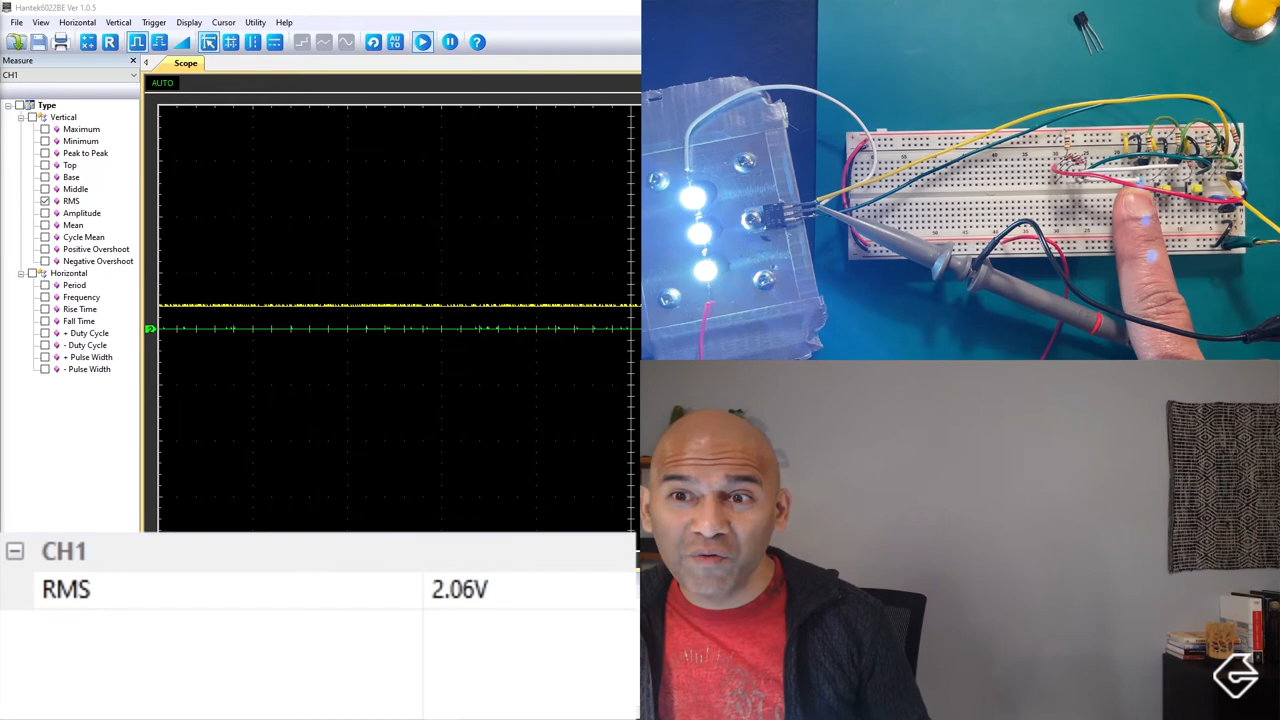 Hantek6022BE Ver 1.0.5
File View Horizontal Vertical Trigger Display Cursor Utility Help
R AUTO ?
Measure ×
Scope
CH1
AUTO
Type
Vertical
Maximum
Minimum
Peak to Peak
Top
Base
Middle
RMS
Amplitude
Mean
Cycle Mean
Positive Overshoot
Negative Overshoot
Horizontal
Period
Frequency
Rise Time
Fall Time
+ Duty Cycle
- Duty Cycle
+ Pulse Width
- Pulse Width
2
CH1
RMS 2.06V